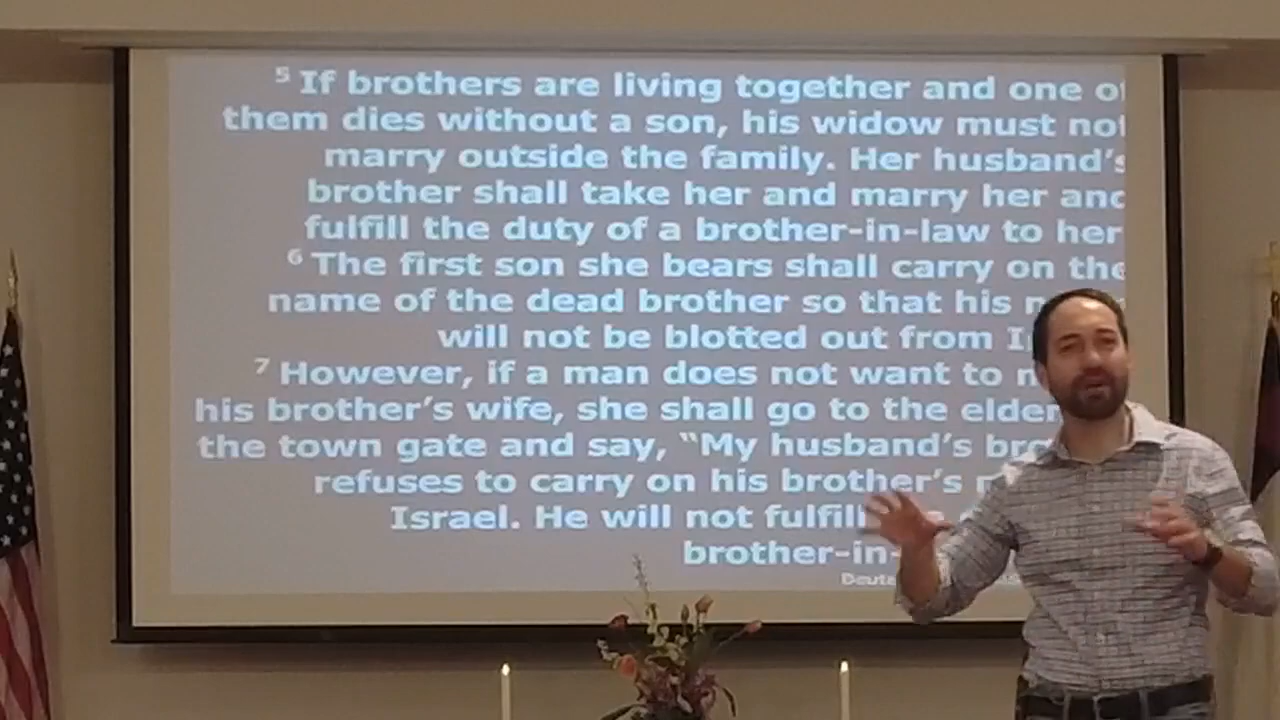 5 If brothers are living together and one of
them dies without a son, his widow must not
marry outside the family. Her husband's
brother shall take her and marry her and
fulfill the duty of a brother-in-law to her
6 The first son she bears shall carry on the
name of the dead brother so that his
will not be blotted out from
7 However, if a man does not want to
his brother's wife, she shall go to the
the town gate and say, "My husband's
refuses to carry on his brother's
Israel. He will not fulfill
brother-in-